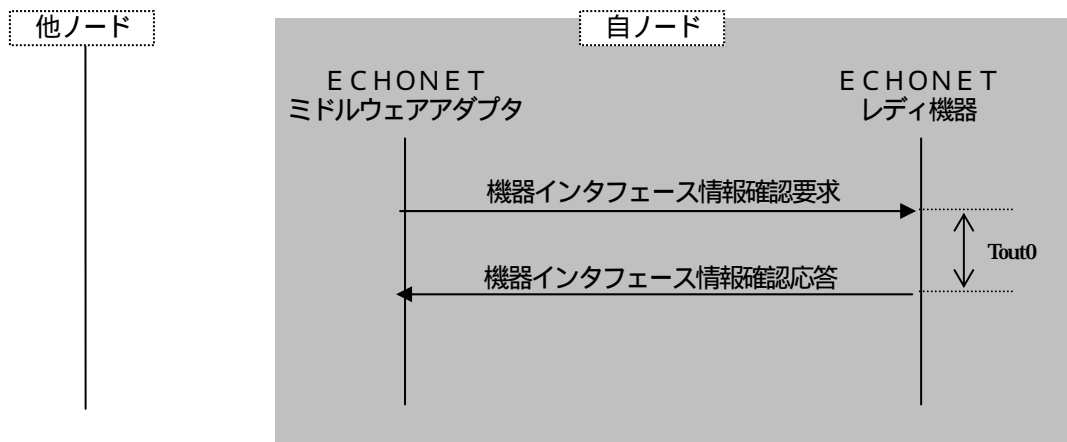 他ノード
自ノード
ＥＣＨＯＮＥＴ
ミドルウェアアダプタ
ＥＣＨＯＮＥＴ
レディ機器
機器インタフェース情報確認要求
Tout0
機器インタフェース情報確認応答